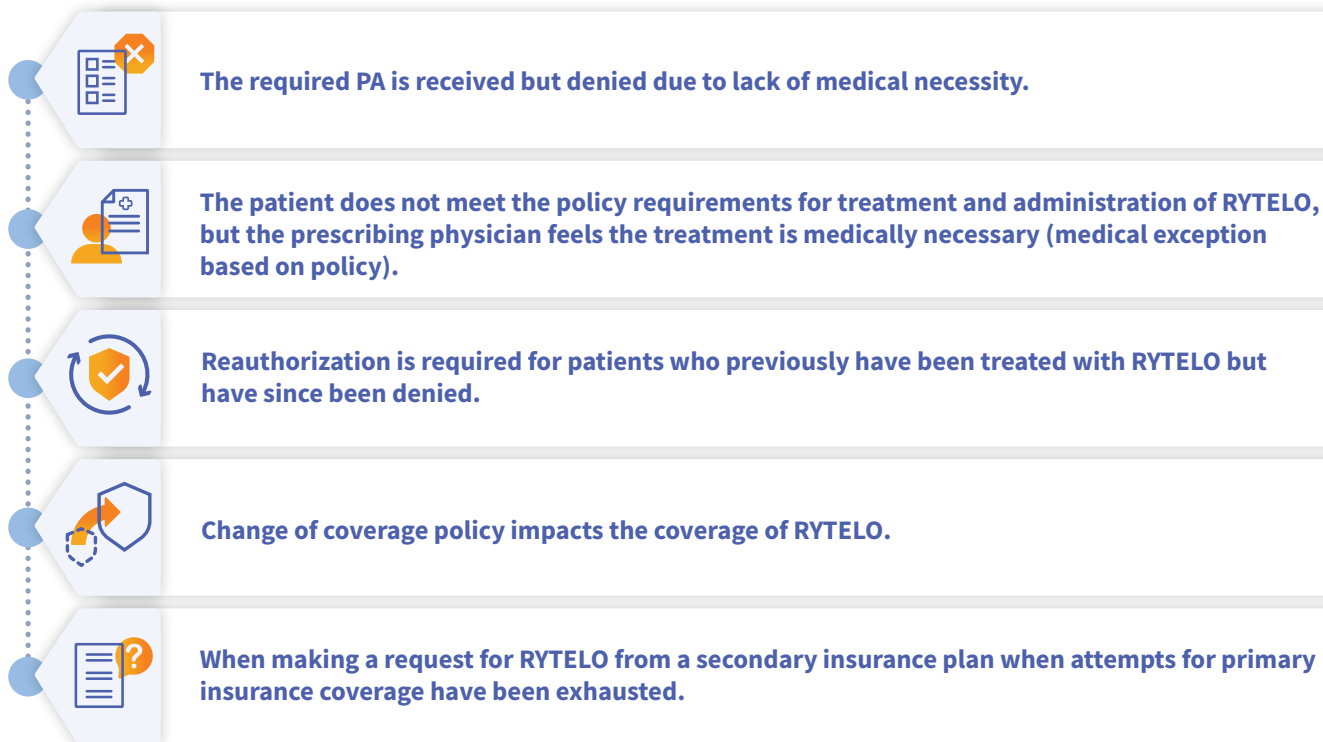 The required PA is received but denied due to lack of medical necessity.
The patient does not meet the policy requirements for treatment and administration of RYTELO,
but the prescribing physician feels the treatment is medically necessary (medical exception
based on policy).
Reauthorization is required for patients who previously have been treated with RYTELO but
have since been denied.
Change of coverage policy impacts the coverage of RYTELO.
When making a request for RYTELO from a secondary insurance plan when attempts for primary
insurance coverage have been exhausted.